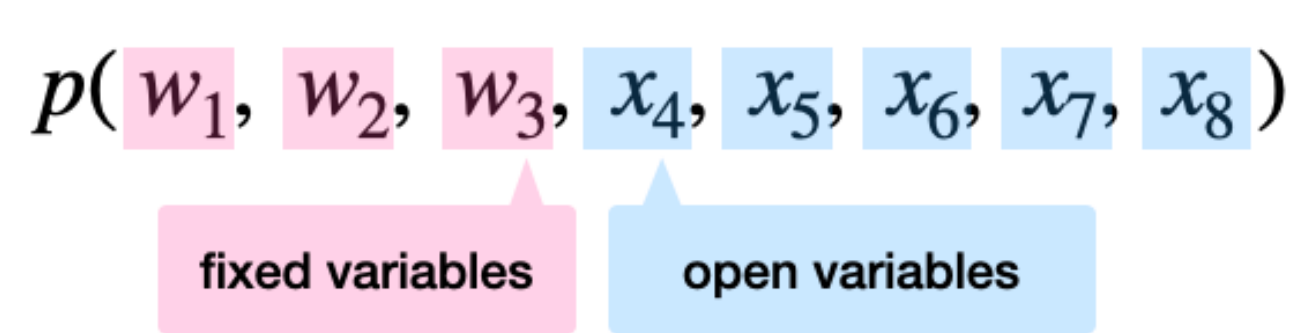 p(w₁, w₂, w₃, x₄, x₅, x₆, x₇, x₈)
fixed variables
open variables